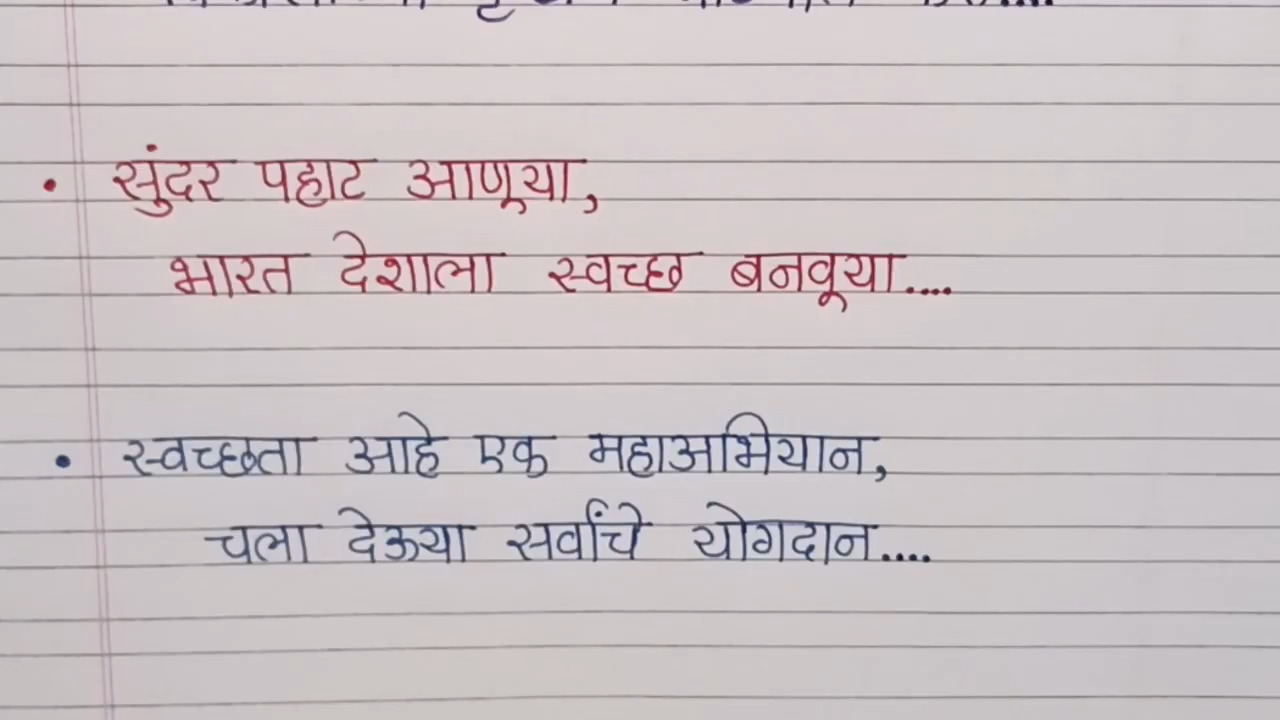 • सुंदर पहाट आणूया,
भारत देशाला स्वच्छ बनवूया....
• स्वच्छता आहे एक महाअभियान,
चला देऊया सर्वांचे योगदान....